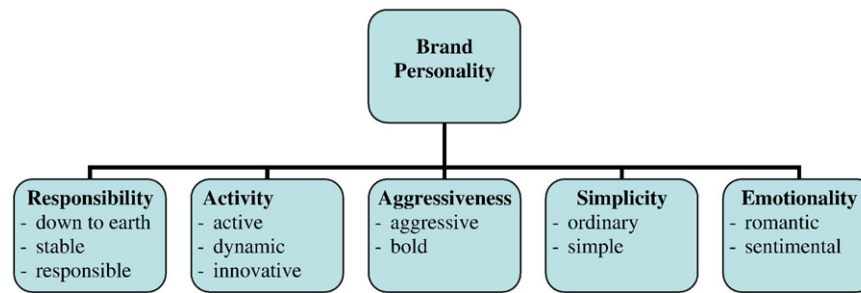 Brand
Personality
Responsibility
- down to earth
- stable
- responsible
Activity
- active
- dynamic
- innovative
Aggressiveness
- aggressive
- bold
Simplicity
- ordinary
- simple
Emotionality
- romantic
- sentimental